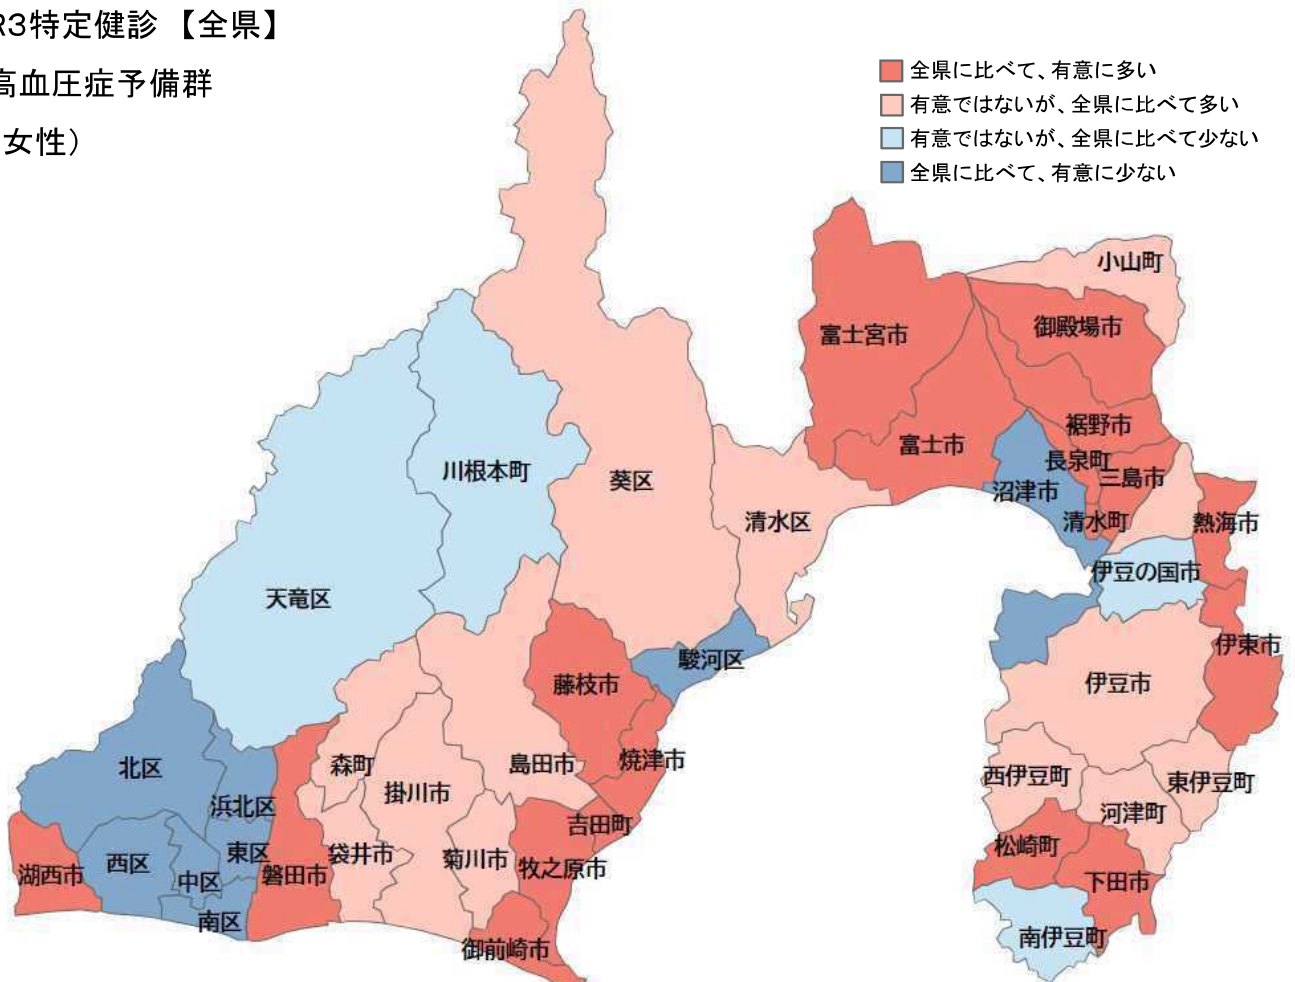 R3特定健診 【全県】
高血圧症予備群
女性）
全県に比べて、有意に多い
有意ではないが、全県に比べて多い
有意ではないが、全県に比べて少ない
全県に比べて、有意に少ない
小山町
御殿場市
富士宮市
裾野市
富士市
長泉町
三島市
川根本町
葵区
沼津市
清水区
清水町
熱海市
伊豆の国市
天竜区
伊東市
駿河区
藤枝市
伊豆市
焼津市
森町
島田市
北区
西伊豆町
東伊豆町
掛川市
浜北区
河津町
吉田町
松崎町
東区
袋井市
菊川市
西区
牧之原市
湖西市
磐田市
中区
下田市
南区
南伊豆町
御前崎市